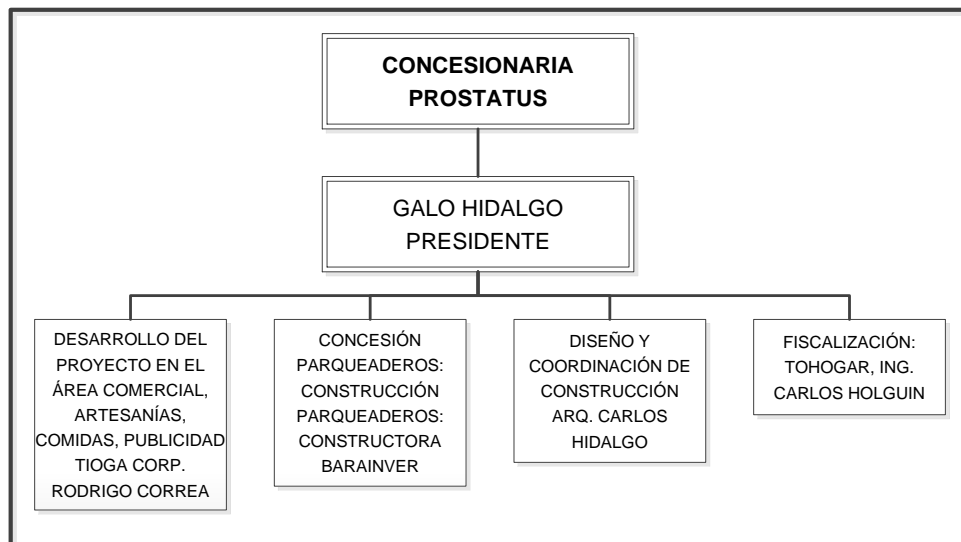 CONCESIONARIA
PROSTATUS
GALO HIDALGO
PRESIDENTE
DESARROLLO DEL
PROYECTO EN EL
ÁREA COMERCIAL,
ARTESANÍAS,
COMIDAS, PUBLICIDAD
TIOGA CORP.
RODRIGO CORREA
CONCESIÓN
PARQUEADEROS:
CONSTRUCCIÓN
PARQUEADEROS:
CONSTRUCTORA
BARAINVER
DISEÑO Y
COORDINACIÓN DE
CONSTRUCCIÓN
ARQ. CARLOS
HIDALGO
FISCALIZACIÓN:
TOHOGAR, ING.
CARLOS HOLGUIN